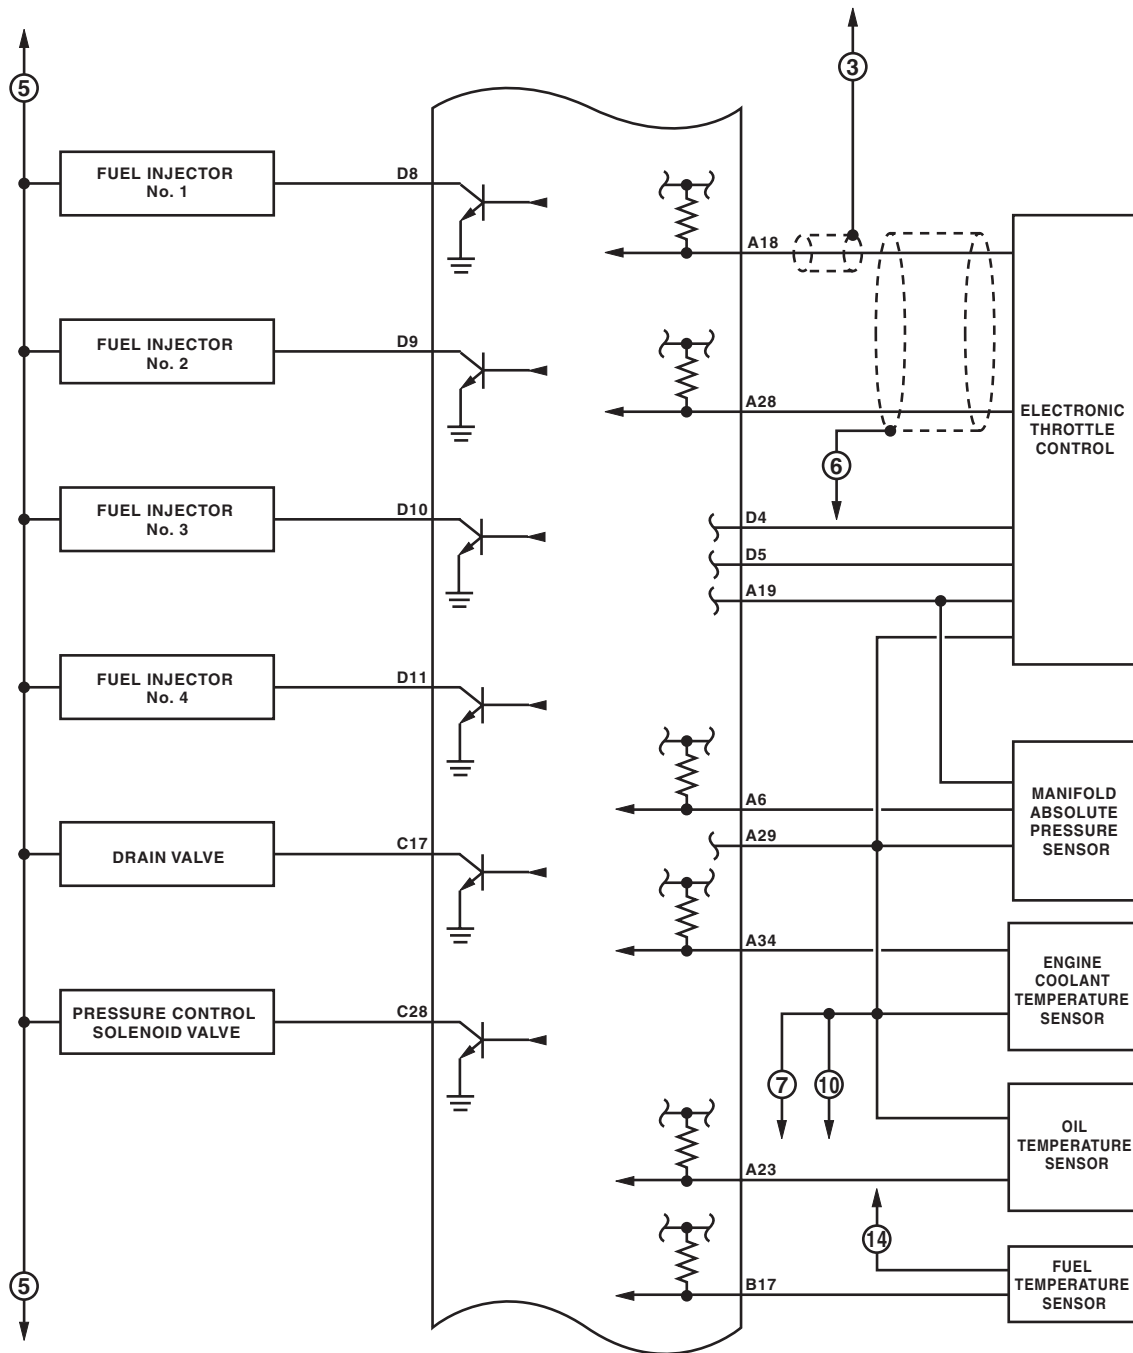 3
5
FUEL INJECTOR
No. 1
D8
A18
FUEL INJECTOR
No. 2
D9
A28
ELECTRONIC
THROTTLE
CONTROL
6
FUEL INJECTOR
No. 3
D10
D4
D5
A19
FUEL INJECTOR
No. 4
D11
MANIFOLD
ABSOLUTE
PRESSURE
SENSOR
A6
A29
DRAIN VALVE
C17
A34
ENGINE
COOLANT
TEMPERATURE
SENSOR
PRESSURE CONTROL
SOLENOID VALVE
C28
7
10
OIL
TEMPERATURE
SENSOR
A23
14
FUEL
TEMPERATURE
SENSOR
B17
5